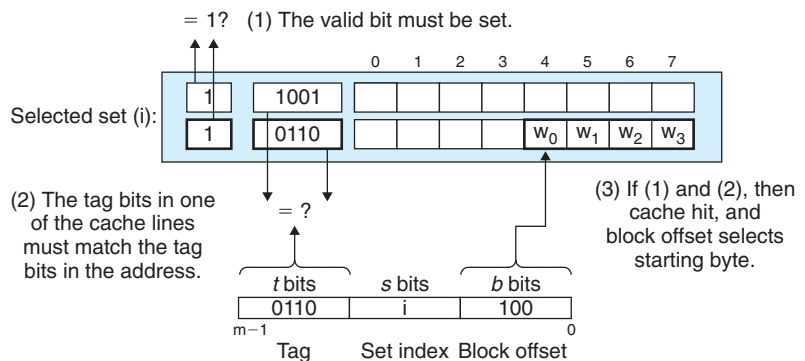 = 1? (1) The valid bit must be set.
0 1 2 3 4 5 6 7
1 1001
Selected set (i):
1 0110 w0 w1 w2 w3
(2) The tag bits in one
of the cache lines
must match the tag
bits in the address.
= ?
(3) If (1) and (2), then
cache hit, and
block offset selects
starting byte.
t bits s bits b bits
0110 i 100
m−1 0
Tag Set index Block offset